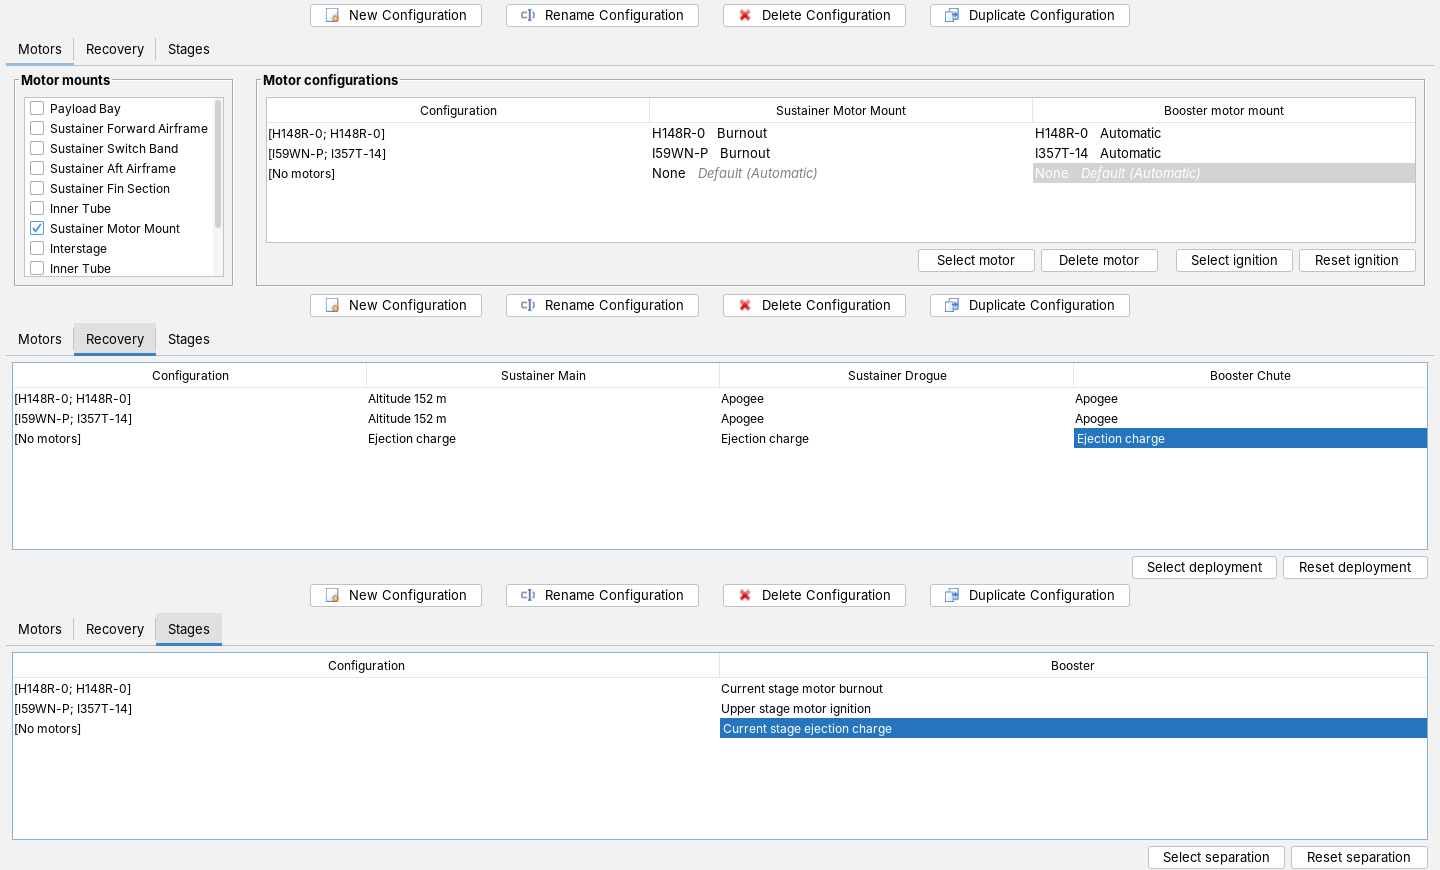 New Configuration Rename Configuration Delete Configuration Duplicate Configuration
Motors Recovery Stages
Motor mounts
Payload Bay
Sustainer Forward Airframe
Sustainer Switch Band
Sustainer Aft Airframe
Sustainer Fin Section
Inner Tube
Sustainer Motor Mount
Interstage
Inner Tube
Motor configurations
Configuration Sustainer Motor Mount Booster motor mount
[H148R-0; H148R-0] H148R-0 Burnout H148R-0 Automatic
[I59WN-P; I357T-14] I59WN-P Burnout I357T-14 Automatic
[No motors] None Default (Automatic) None Default (Automatic)
Select motor Delete motor Select ignition Reset ignition
New Configuration Rename Configuration Delete Configuration Duplicate Configuration
Motors Recovery Stages
Configuration Sustainer Main Sustainer Drogue Booster Chute
[H148R-0; H148R-0] Altitude 152 m Apogee Apogee
[I59WN-P; I357T-14] Altitude 152 m Apogee Apogee
[No motors] Ejection charge Ejection charge Ejection charge
Select deployment Reset deployment
New Configuration Rename Configuration Delete Configuration Duplicate Configuration
Motors Recovery Stages
Configuration Booster
[H148R-0; H148R-0] Current stage motor burnout
[I59WN-P; I357T-14] Upper stage motor ignition
[No motors] Current stage ejection charge
Select separation Reset separation